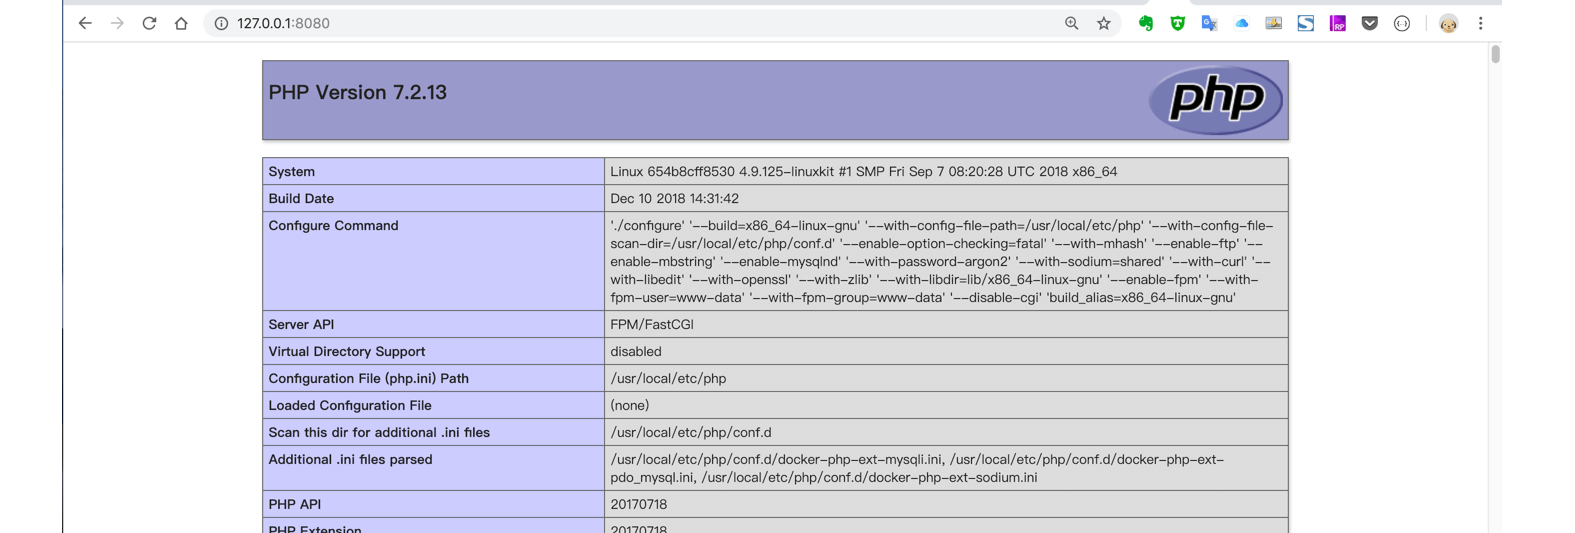 127.0.0.1:8080
PHP Version 7.2.13
php
System
Linux 654b8cff8530 4.9.125-linuxkit #1 SMP Fri Sep 7 08:20:28 UTC 2018 x86_64
Build Date
Dec 10 2018 14:31:42
Configure Command
'./configure' '--build=x86_64-linux-gnu' '--with-config-file-path=/usr/local/etc/php' '--with-config-file-
scan-dir=/usr/local/etc/php/conf.d' '--enable-option-checking=fatal' '--with-mhash' '--enable-ftp' '--
enable-mbstring' '--enable-mysqlnd' '--with-password-argon2' '--with-sodium=shared' '--with-curl' '--
with-libedit' '--with-openssl' '--with-zlib' '--with-libdir=lib/x86_64-linux-gnu' '--enable-fpm' '--with-
fpm-user=www-data' '--with-fpm-group=www-data' '--disable-cgi' 'build_alias=x86_64-linux-gnu'
Server API
FPM/FastCGI
Virtual Directory Support
disabled
Configuration File (php.ini) Path
/usr/local/etc/php
Loaded Configuration File
(none)
Scan this dir for additional .ini files
/usr/local/etc/php/conf.d
Additional .ini files parsed
/usr/local/etc/php/conf.d/docker-php-ext-mysqli.ini, /usr/local/etc/php/conf.d/docker-php-ext-
pdo_mysql.ini, /usr/local/etc/php/conf.d/docker-php-ext-sodium.ini
PHP API
20170718
PHP Extension
20170718